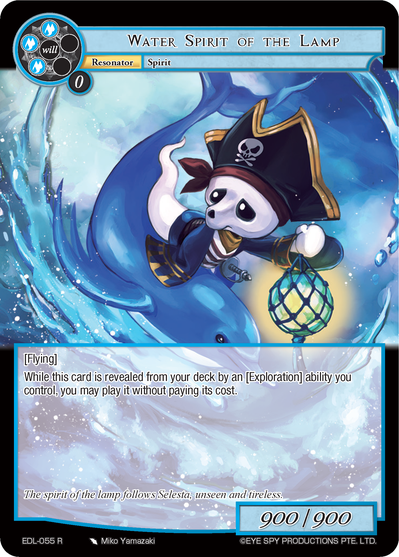 Water Spirit of the Lamp
will
Resonator Spirit
0
[Flying]
While this card is revealed from your deck by an [Exploration] ability you
control, you may play it without paying its cost.
The spirit of the lamp follows Selesta, unseen and tireless.
900/900
EDL-055 R Miko Yamazaki ©EYE SPY PRODUCTIONS PTE. LTD.